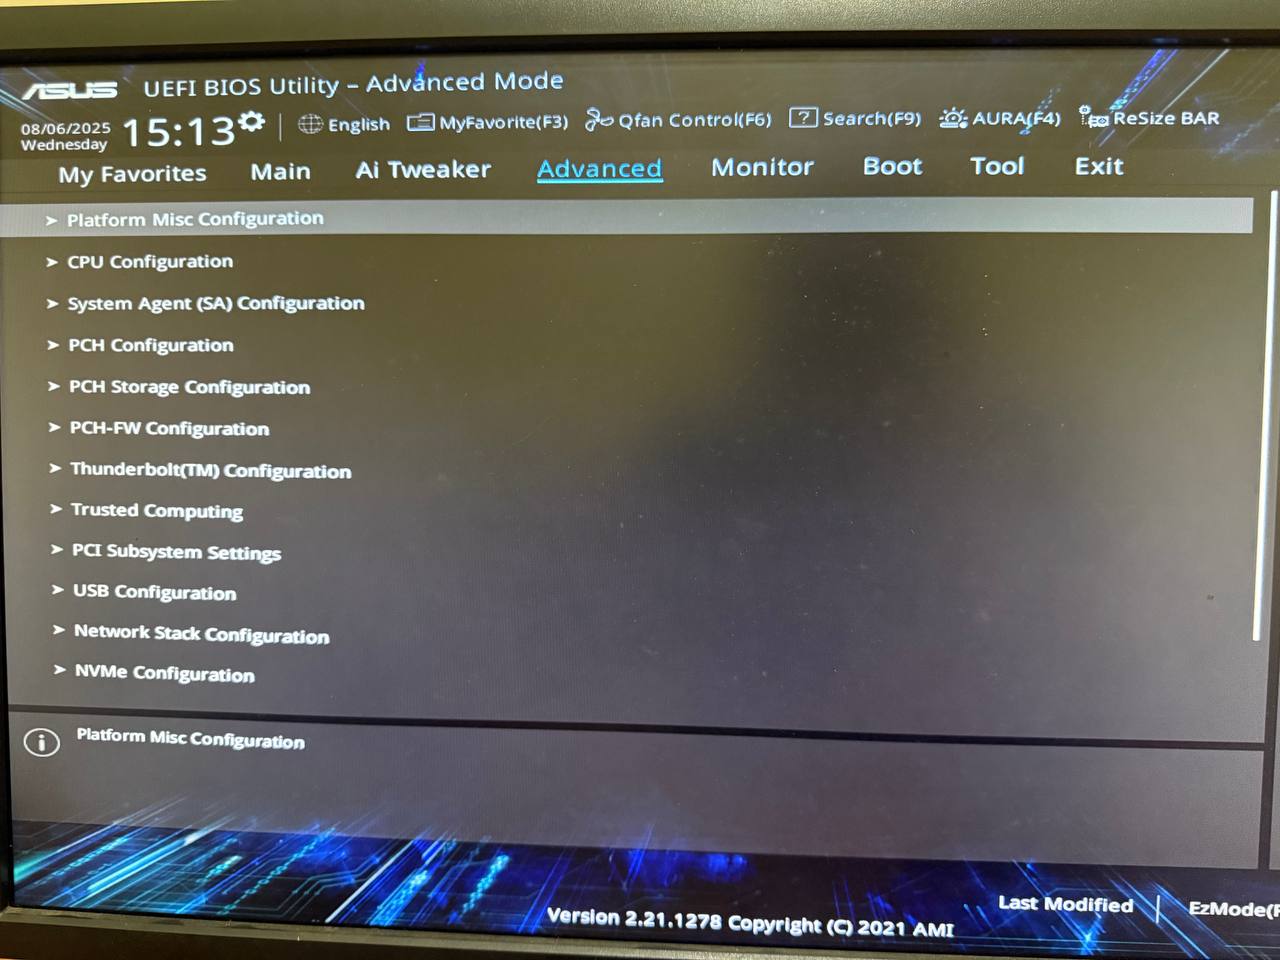 ASUS UEFI BIOS Utility – Advanced Mode
08/06/2025
Wednesday
15:13
English MyFavorite(F3) Qfan Control(F6) ? Search(F9) AURA(F4) ReSize BAR
My Favorites Main Ai Tweaker Advanced Monitor Boot Tool Exit
> Platform Misc Configuration
> CPU Configuration
> System Agent (SA) Configuration
> PCH Configuration
> PCH Storage Configuration
> PCH-FW Configuration
> Thunderbolt(TM) Configuration
> Trusted Computing
> PCI Subsystem Settings
> USB Configuration
> Network Stack Configuration
> NVMe Configuration
i Platform Misc Configuration
Last Modified | EzMode(F
Version 2.21.1278 Copyright (C) 2021 AMI